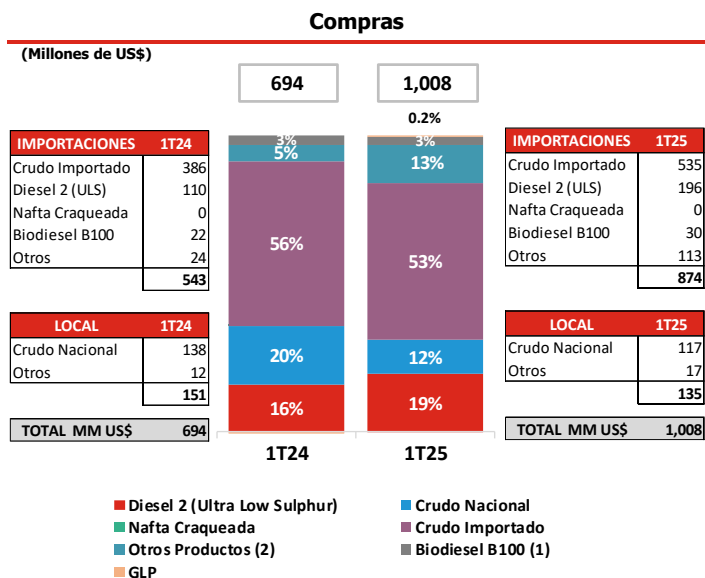 Compras
(Millones de US$)
694
1,008
0.2%
IMPORTACIONES 1T24
Crudo Importado 386
Diesel 2 (ULS) 110
Nafta Craqueada 0
Biodiesel B100 22
Otros 24
543
LOCAL 1T24
Crudo Nacional 138
Otros 12
151
TOTAL MM US$ 694
3%
5%
56%
20%
16%
1T24
3%
13%
53%
12%
19%
1T25
IMPORTACIONES 1T25
Crudo Importado 535
Diesel 2 (ULS) 196
Nafta Craqueada 0
Biodiesel B100 30
Otros 113
874
LOCAL 1T25
Crudo Nacional 117
Otros 17
135
TOTAL MM US$ 1,008
Diesel 2 (Ultra Low Sulphur)
Crudo Nacional
Nafta Craqueada
Crudo Importado
Otros Productos (2)
Biodiesel B100 (1)
GLP